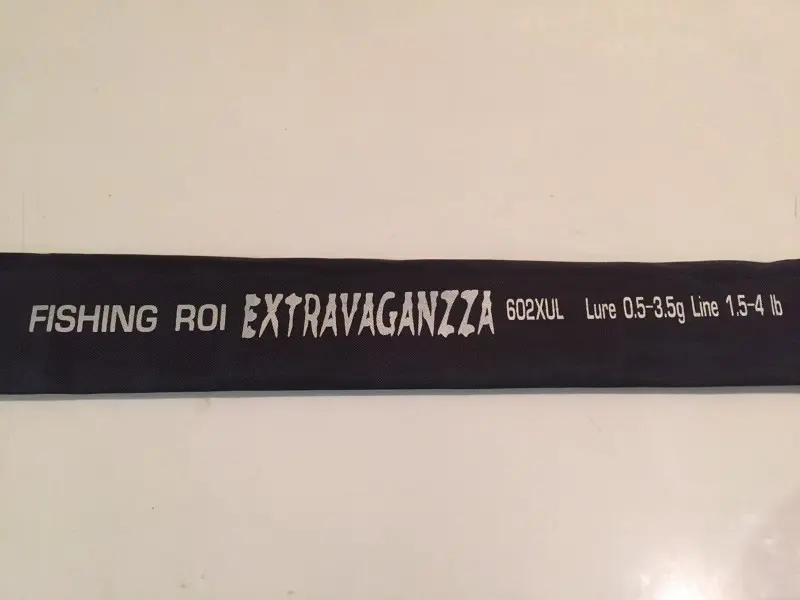 FISHING ROI EXTRAVAGANZZA 602XUL Lure 0.5-3.5g Line 1.5-4 lb